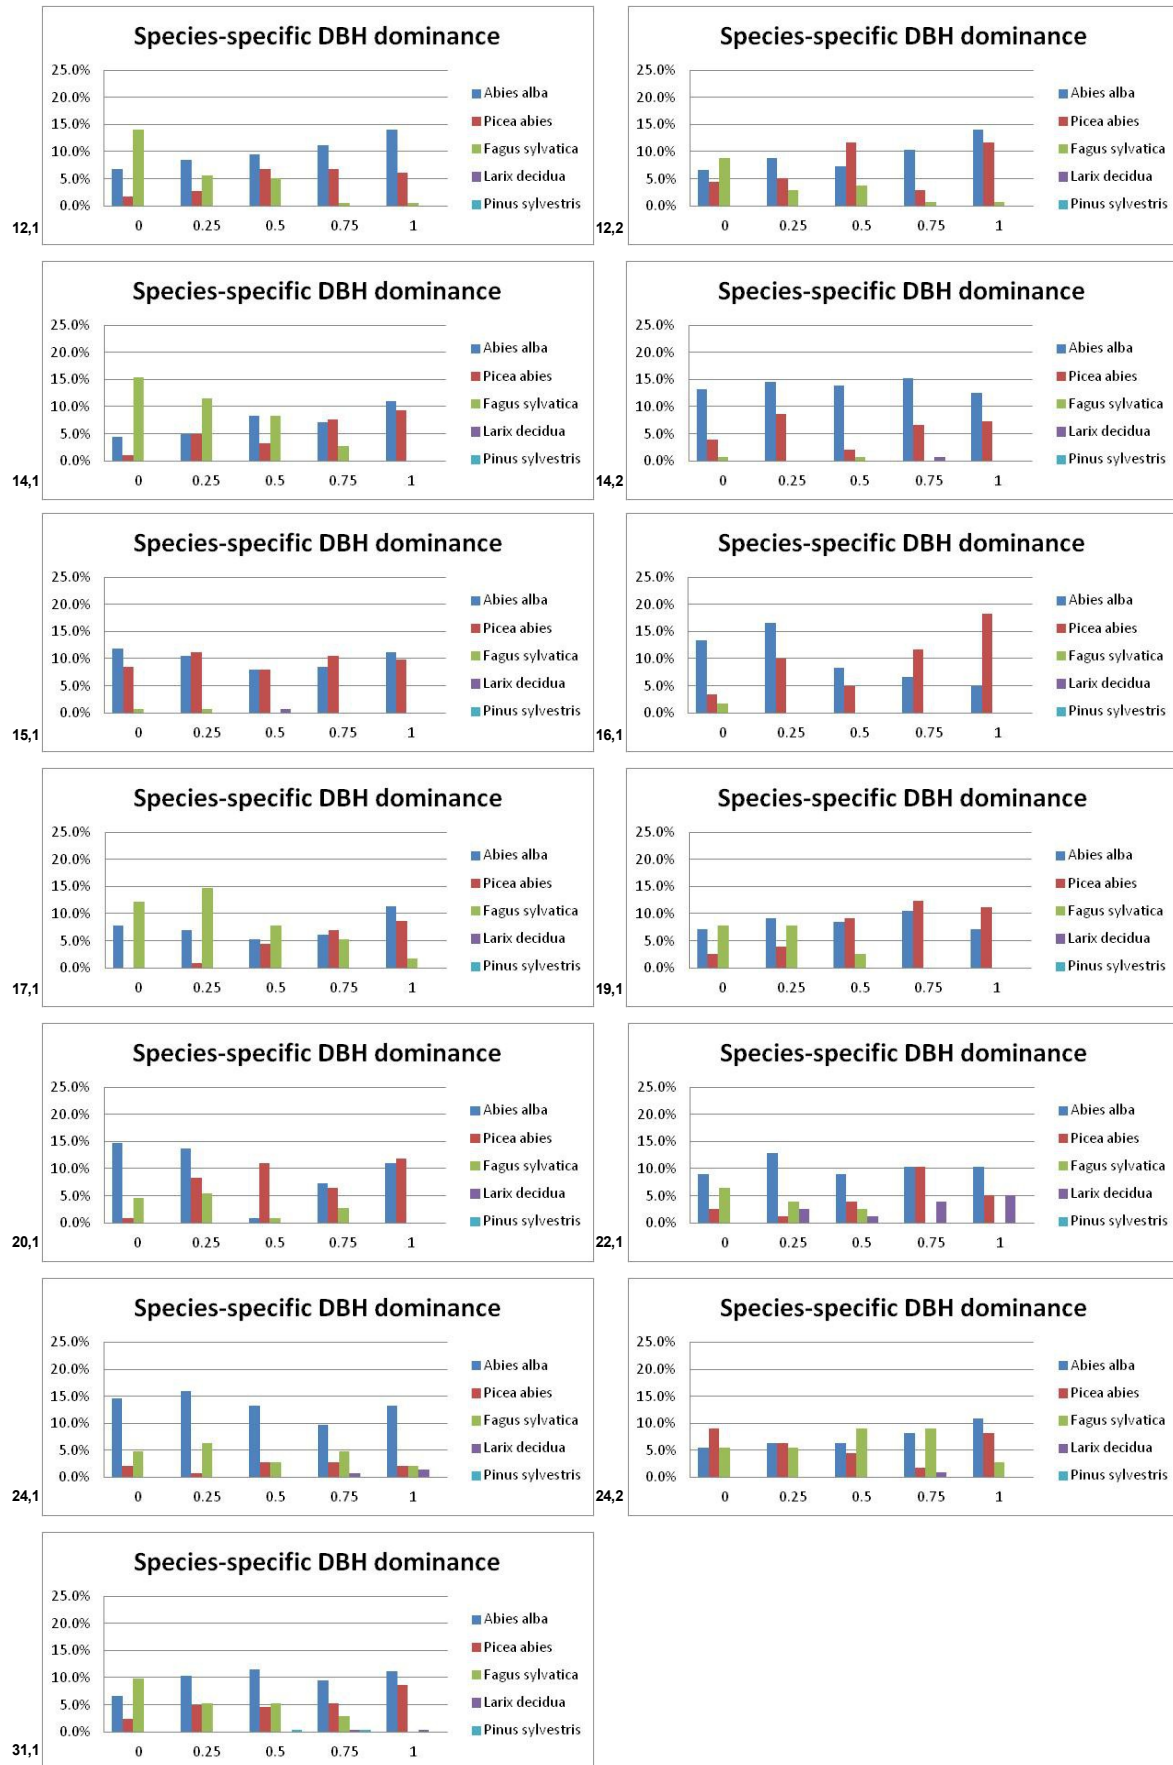 Species-specific DBH dominance
25.0%
20.0%
15.0%
10.0%
5.0%
0.0%
0 0.25 0.5 0.75 1
Abies alba
Picea abies
Fagus sylvatica
Larix decidua
Pinus sylvestris
12,1
Species-specific DBH dominance
25.0%
20.0%
15.0%
10.0%
5.0%
0.0%
0 0.25 0.5 0.75 1
Abies alba
Picea abies
Fagus sylvatica
Larix decidua
Pinus sylvestris
12,2
Species-specific DBH dominance
25.0%
20.0%
15.0%
10.0%
5.0%
0.0%
0 0.25 0.5 0.75 1
Abies alba
Picea abies
Fagus sylvatica
Larix decidua
Pinus sylvestris
14,1
Species-specific DBH dominance
25.0%
20.0%
15.0%
10.0%
5.0%
0.0%
0 0.25 0.5 0.75 1
Abies alba
Picea abies
Fagus sylvatica
Larix decidua
Pinus sylvestris
14,2
Species-specific DBH dominance
25.0%
20.0%
15.0%
10.0%
5.0%
0.0%
0 0.25 0.5 0.75 1
Abies alba
Picea abies
Fagus sylvatica
Larix decidua
Pinus sylvestris
15,1
Species-specific DBH dominance
25.0%
20.0%
15.0%
10.0%
5.0%
0.0%
0 0.25 0.5 0.75 1
Abies alba
Picea abies
Fagus sylvatica
Larix decidua
Pinus sylvestris
16,1
Species-specific DBH dominance
25.0%
20.0%
15.0%
10.0%
5.0%
0.0%
0 0.25 0.5 0.75 1
Abies alba
Picea abies
Fagus sylvatica
Larix decidua
Pinus sylvestris
17,1
Species-specific DBH dominance
25.0%
20.0%
15.0%
10.0%
5.0%
0.0%
0 0.25 0.5 0.75 1
Abies alba
Picea abies
Fagus sylvatica
Larix decidua
Pinus sylvestris
19,1
Species-specific DBH dominance
25.0%
20.0%
15.0%
10.0%
5.0%
0.0%
0 0.25 0.5 0.75 1
Abies alba
Picea abies
Fagus sylvatica
Larix decidua
Pinus sylvestris
20,1
Species-specific DBH dominance
25.0%
20.0%
15.0%
10.0%
5.0%
0.0%
0 0.25 0.5 0.75 1
Abies alba
Picea abies
Fagus sylvatica
Larix decidua
Pinus sylvestris
22,1
Species-specific DBH dominance
25.0%
20.0%
15.0%
10.0%
5.0%
0.0%
0 0.25 0.5 0.75 1
Abies alba
Picea abies
Fagus sylvatica
Larix decidua
Pinus sylvestris
24,1
Species-specific DBH dominance
25.0%
20.0%
15.0%
10.0%
5.0%
0.0%
0 0.25 0.5 0.75 1
Abies alba
Picea abies
Fagus sylvatica
Larix decidua
Pinus sylvestris
24,2
Species-specific DBH dominance
25.0%
20.0%
15.0%
10.0%
5.0%
0.0%
0 0.25 0.5 0.75 1
Abies alba
Picea abies
Fagus sylvatica
Larix decidua
Pinus sylvestris
31,1